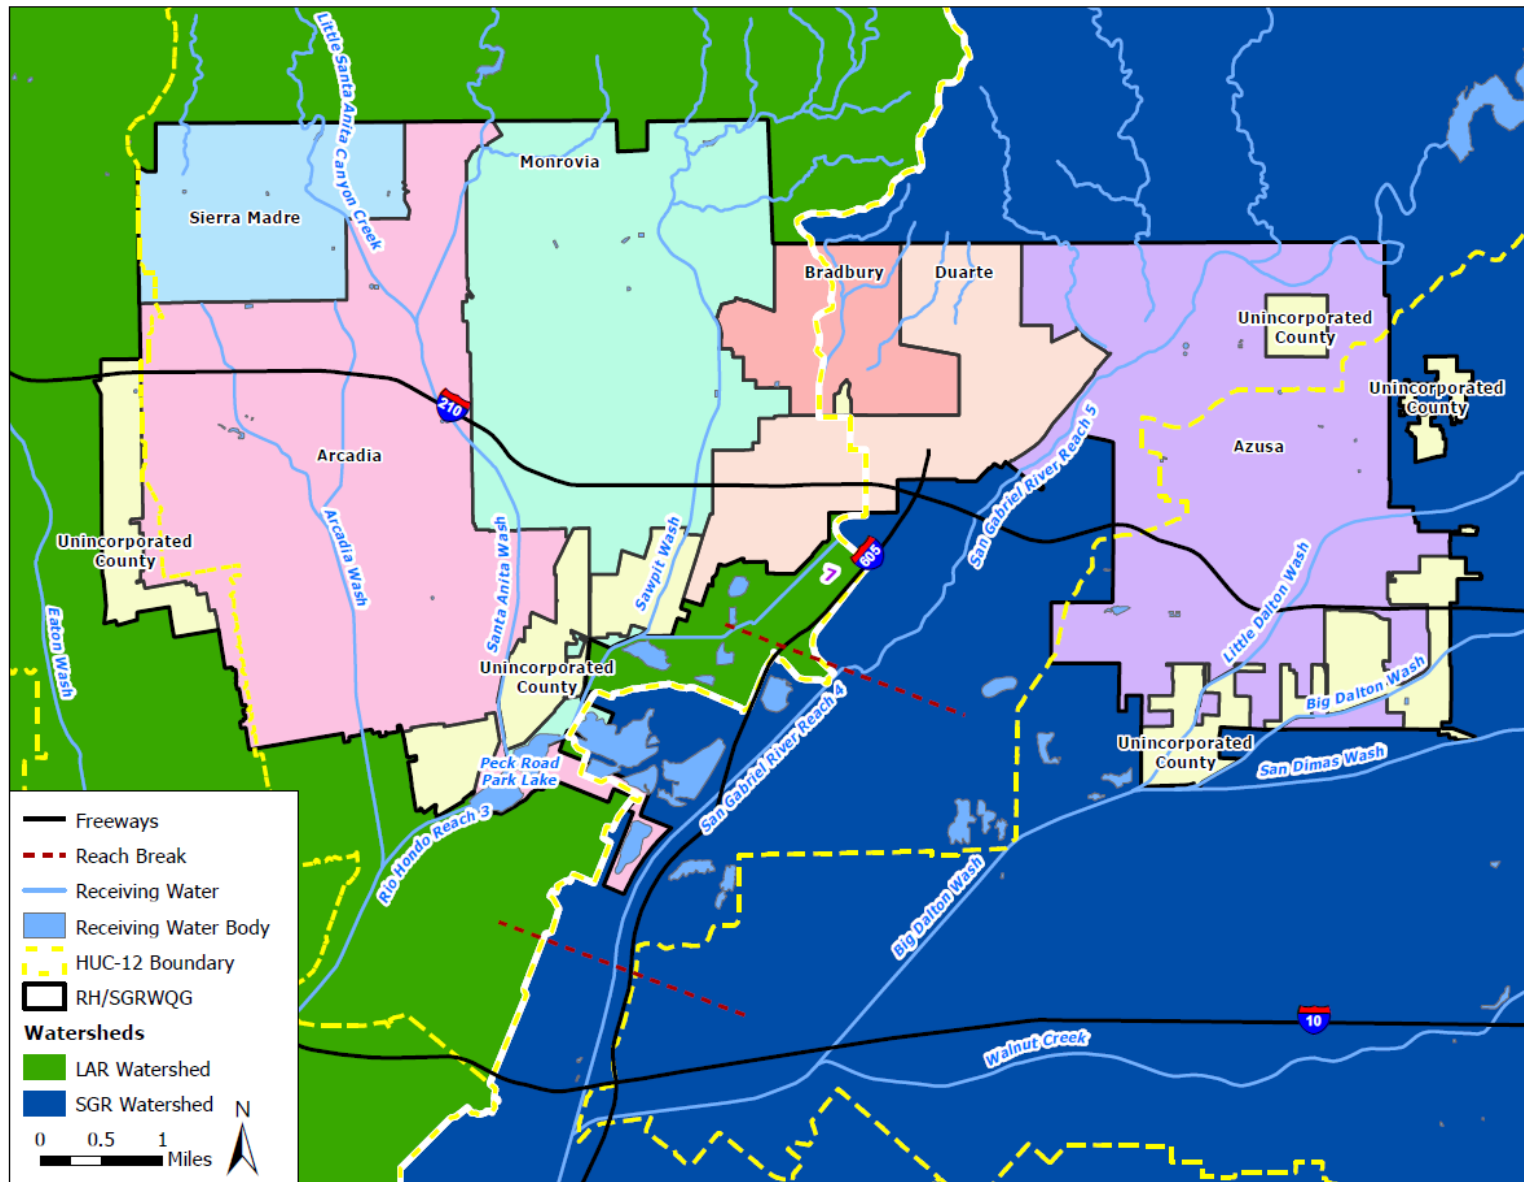 Little Santa Anita Canyon Creek
Monrovia
Sierra Madre
Bradbury
Duarte
Unincorporated
County
Unincorporated
County
210
Arcadia
San Gabriel River Reach 5
Azusa
Unincorporated
County
Arcadia Wash
Santa Anita Wash
Sawpit Wash
7
605
Little Dalton Wash
Eaton Wash
Unincorporated
County
Big Dalton Wash
Unincorporated
County
San Dimas Wash
Peck Road
Park Lake
San Gabriel River Reach 4
Rio Hondo Reach 3
Big Dalton Wash
10
Walnut Creek
Freeways
Reach Break
Receiving Water
Receiving Water Body
HUC-12 Boundary
RH/SGRWQG
Watersheds
LAR Watershed
SGR Watershed
N
0 0.5 1
Miles